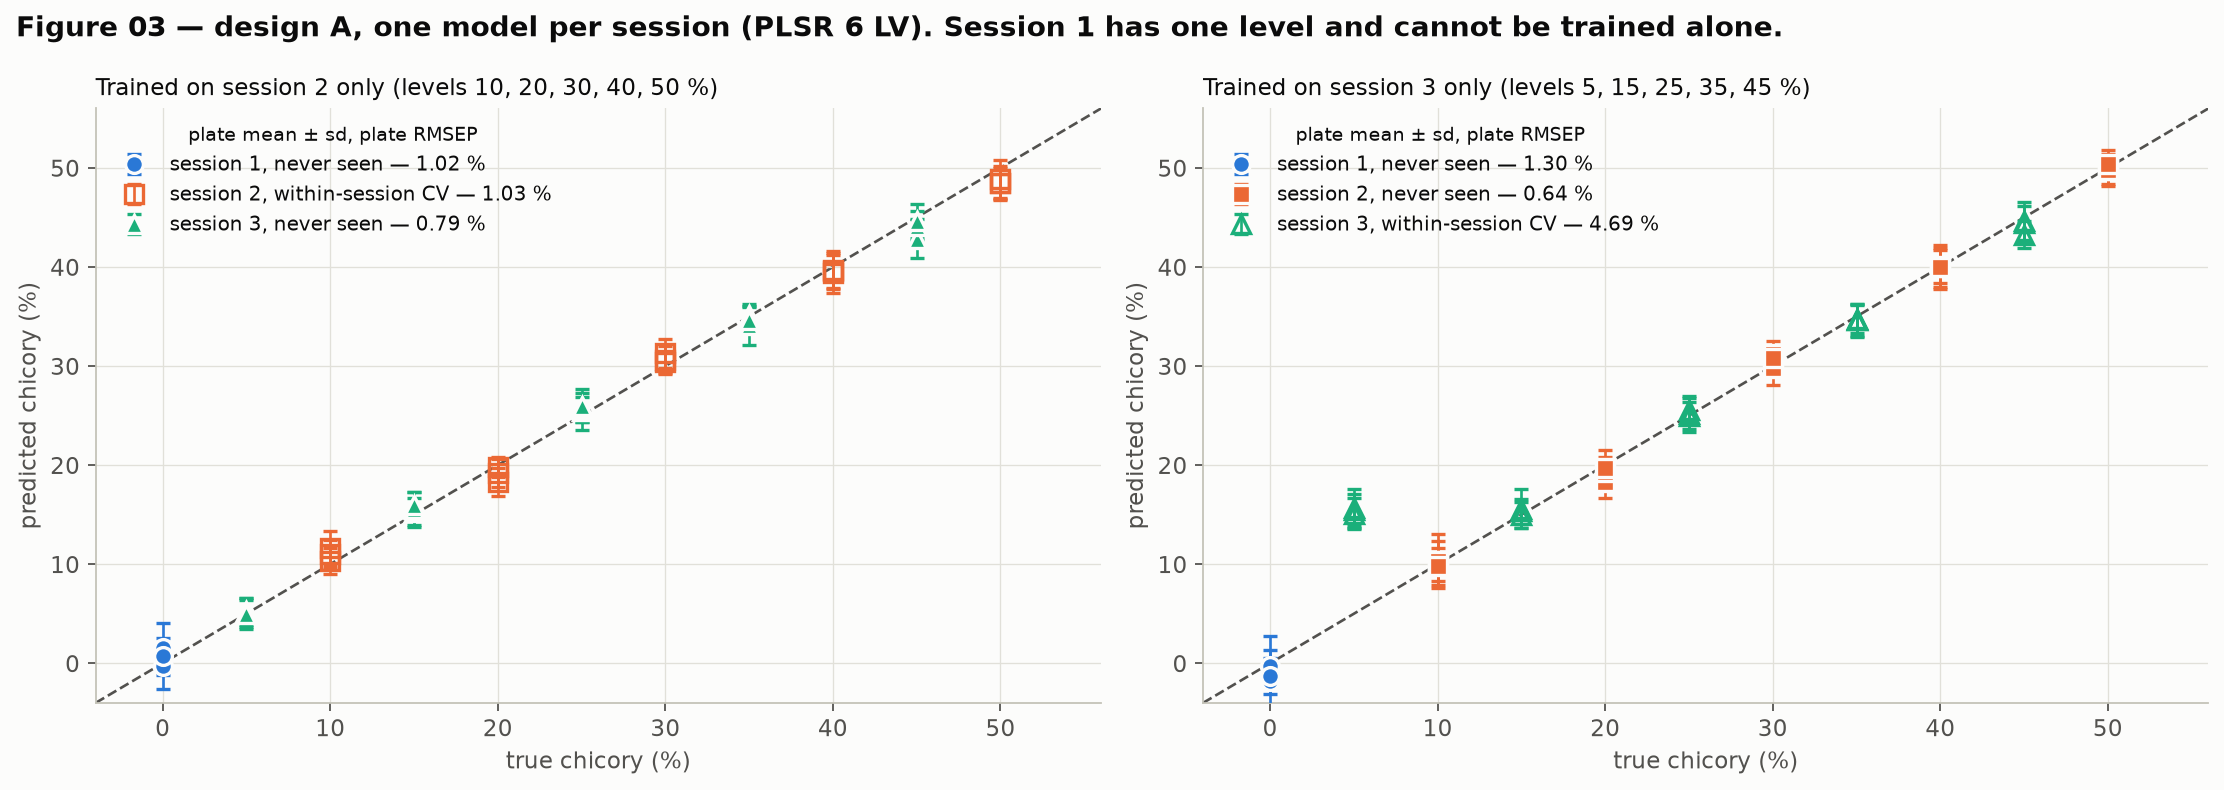 Figure 03 — design A, one model per session (PLSR 6 LV). Session 1 has one level and cannot be trained alone.
Trained on session 2 only (levels 10, 20, 30, 40, 50 %)
plate mean ± sd, plate RMSEP
session 1, never seen — 1.02 %
session 2, within-session CV — 1.03 %
session 3, never seen — 0.79 %
predicted chicory (%)
50
40
30
20
10
0
0 10 20 30 40 50
true chicory (%)
Trained on session 3 only (levels 5, 15, 25, 35, 45 %)
plate mean ± sd, plate RMSEP
session 1, never seen — 1.30 %
session 2, never seen — 0.64 %
session 3, within-session CV — 4.69 %
predicted chicory (%)
50
40
30
20
10
0
0 10 20 30 40 50
true chicory (%)